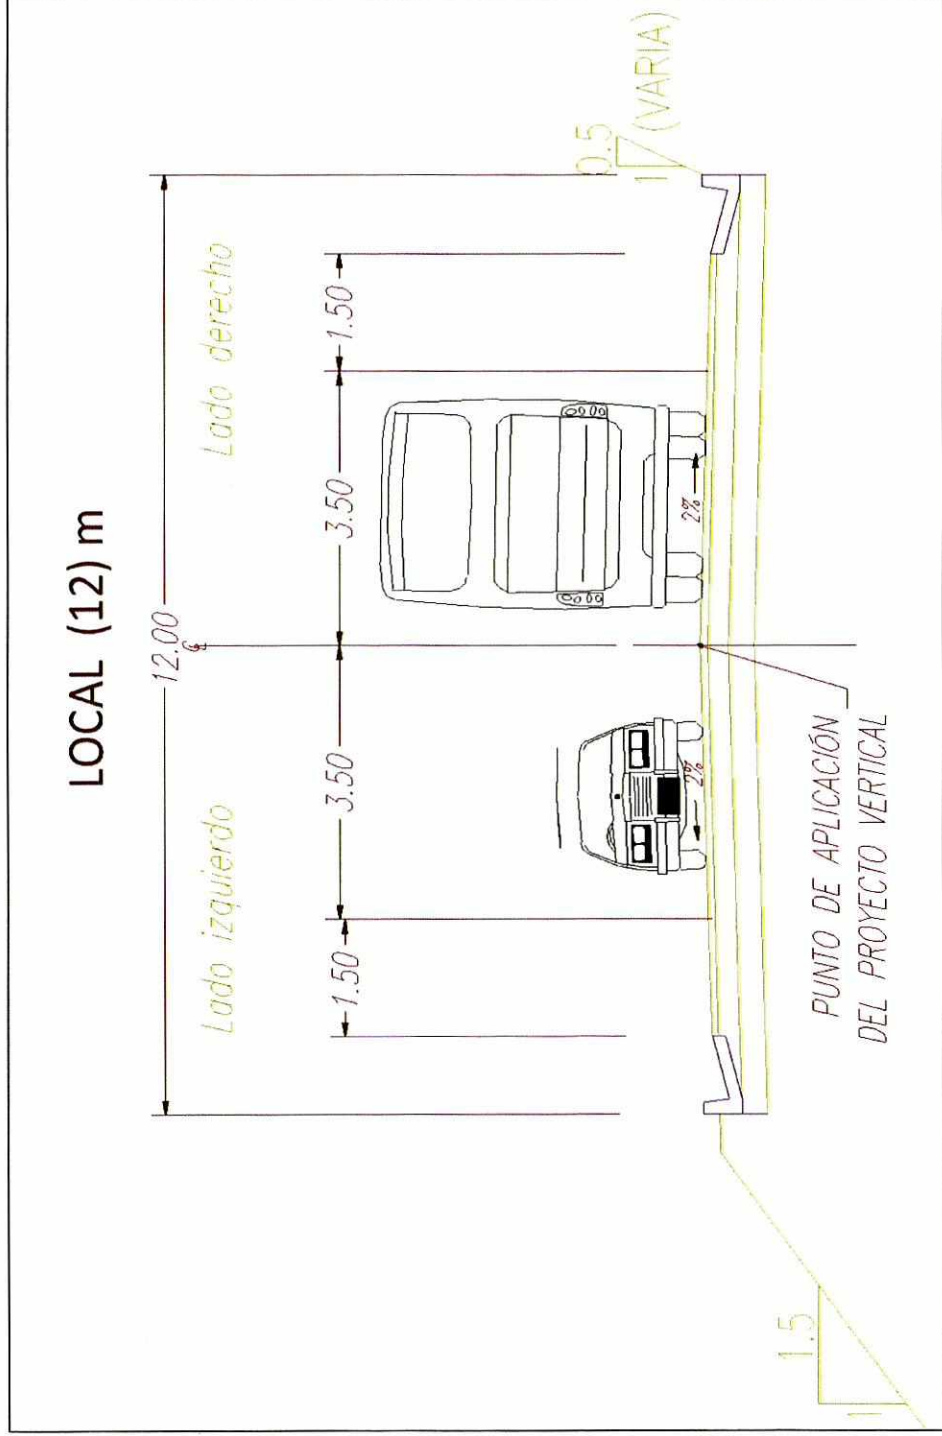 LOCAL (12) m
12.00
℄
Lado izquierdo
Lado derecho
1.50
3.50
3.50
1.50
2%
2%
0.5
1
(VARIA)
1.5
1
PUNTO DE APLICACIÓN
DEL PROYECTO VERTICAL